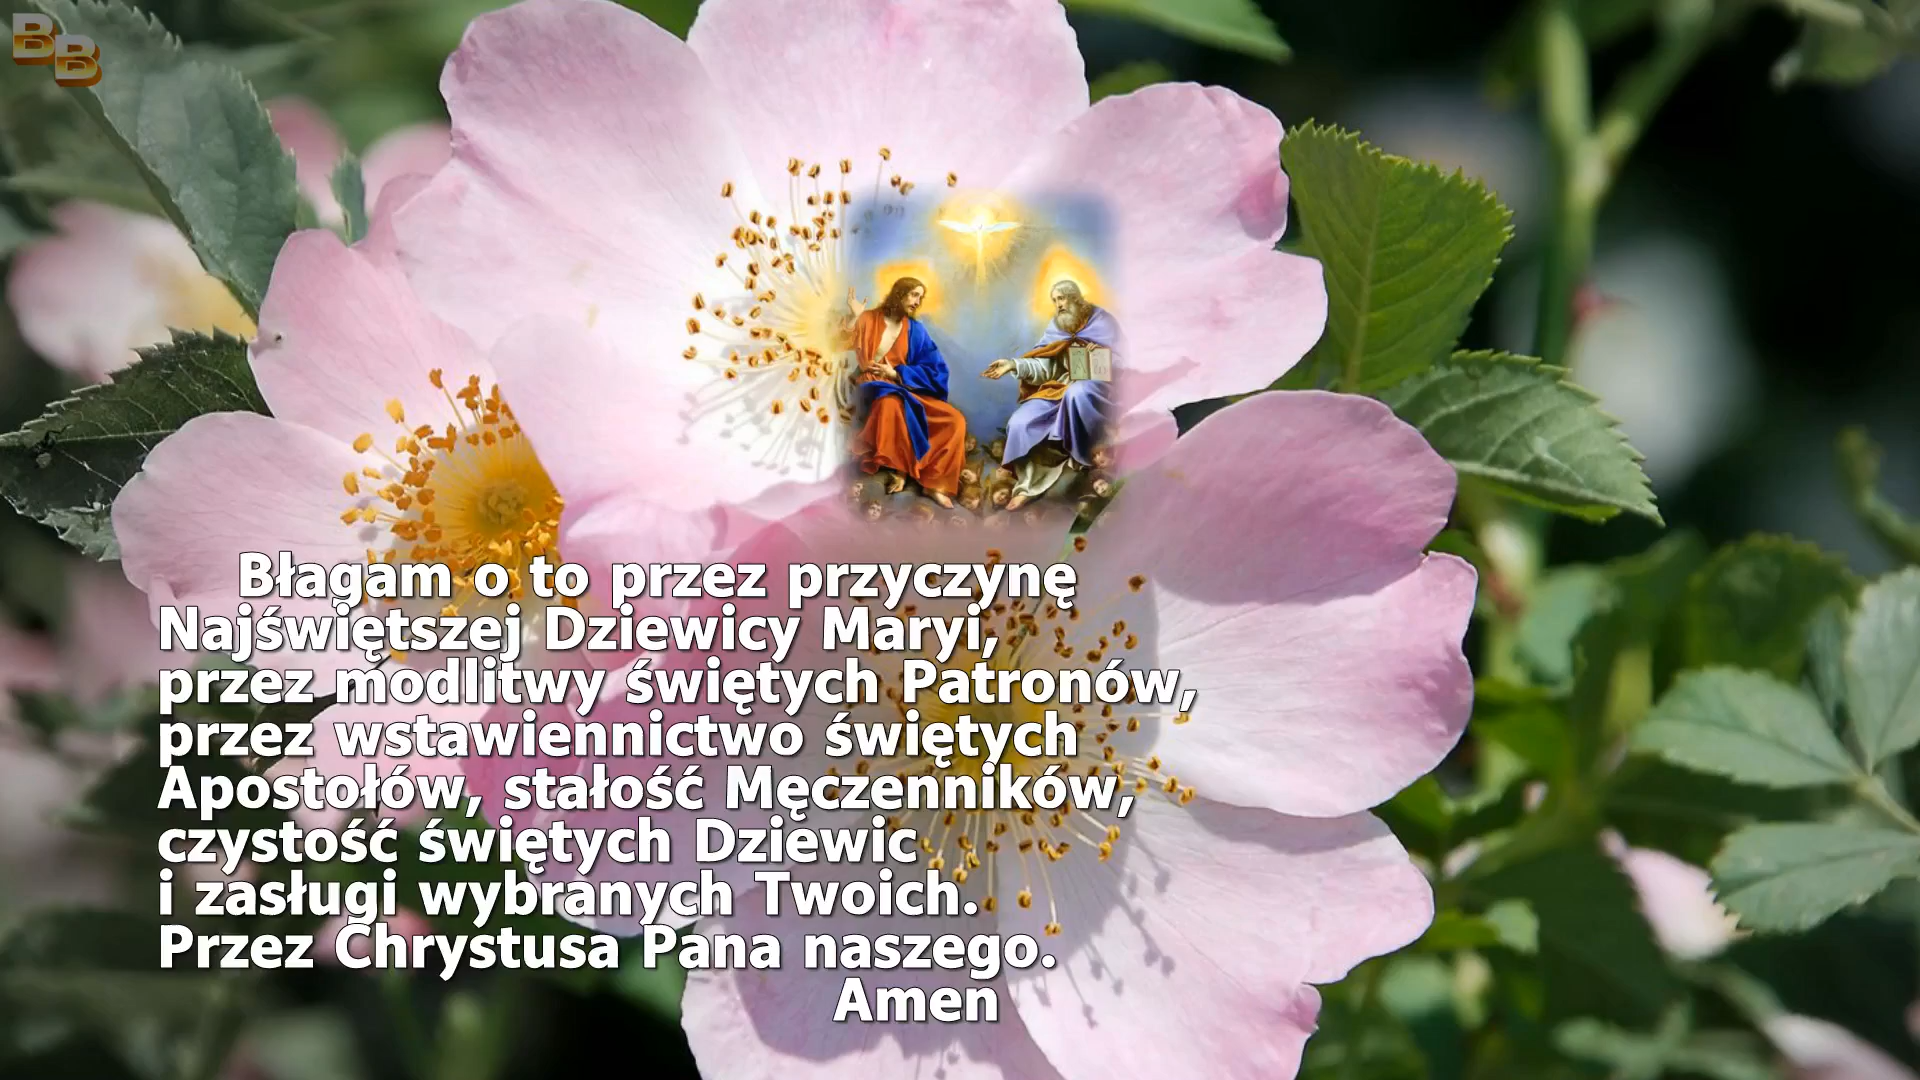 BB
Błagam o to przez przyczynę
Najświętszej Dziewicy Maryi,
przez modlitwy świętych Patronów,
przez wstawiennictwo świętych
Apostołów, stałość Męczenników,
czystość świętych Dziewic
i zasługi wybranych Twoich.
Przez Chrystusa Pana naszego.
Amen